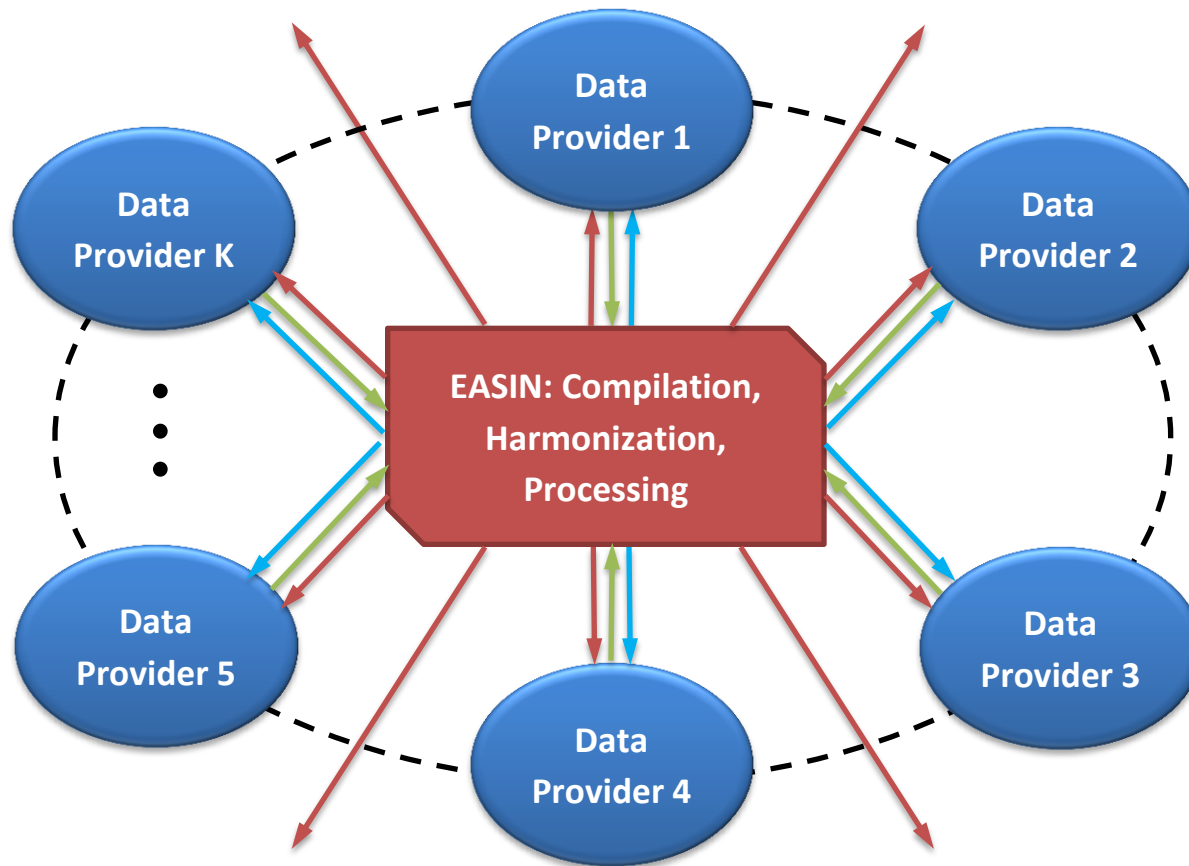 Data
Provider 1
Data
Provider K
Data
Provider 2
EASIN: Compilation,
Harmonization,
Processing
Data
Provider 5
Data
Provider 3
Data
Provider 4